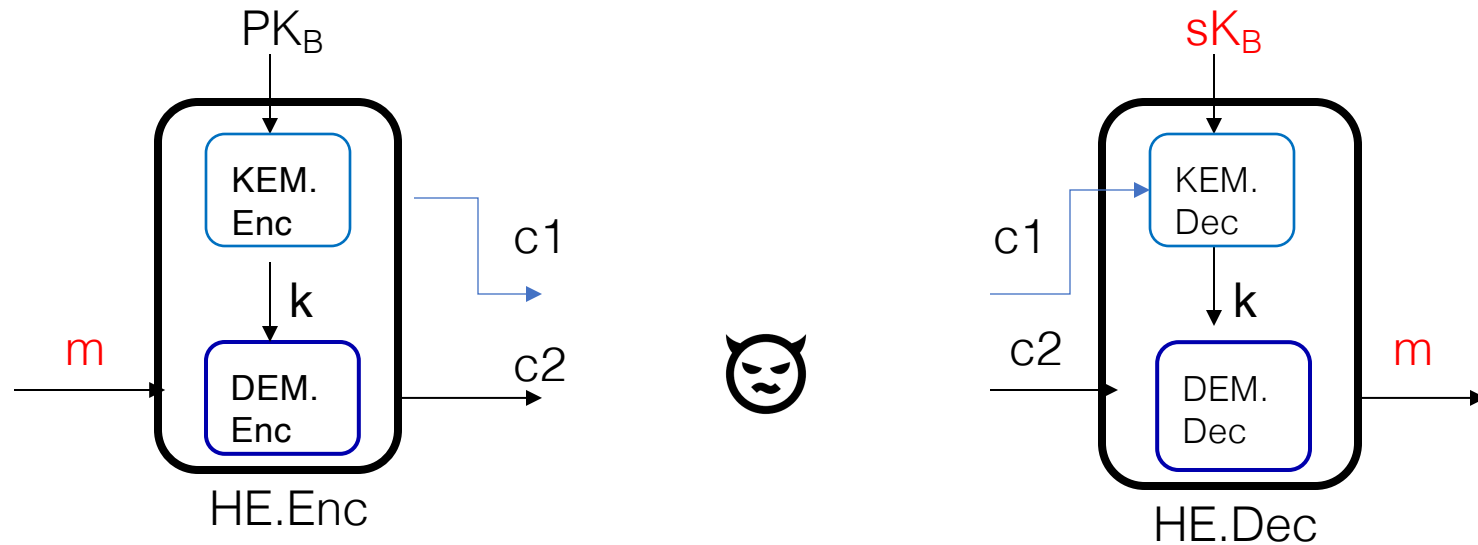 PK_B
KEM.
Enc
k
m
DEM.
Enc
c1
c2
HE.Enc
sK_B
c1
KEM.
Dec
k
c2
m
DEM.
Dec
HE.Dec